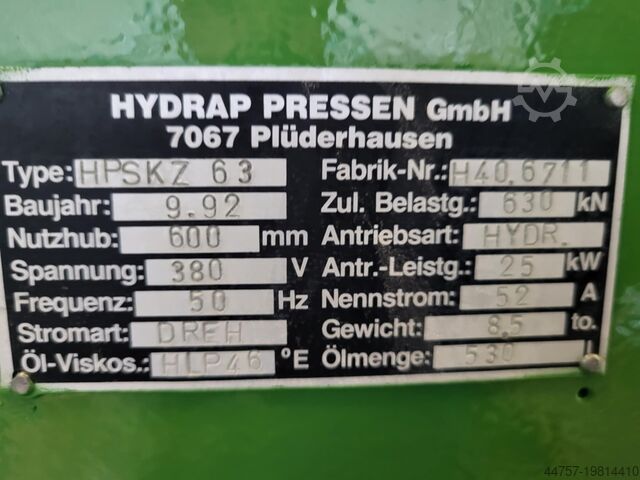 HYDRAP PRESSEN GmbH
7067 Plüderhausen
Type: HPSKZ 63 Fabrik-Nr.: H40.6711
Baujahr: 9.92 Zul. Belastg.: 630 kN
Nutzhub: 600 mm Antriebsart: HYDR.
Spannung: 380 V Antr.-Leistg.: 25 kW
Frequenz: 50 Hz Nennstrom: 52 A
Stromart: DREH Gewicht: 8.5 to.
Öl-Viskos.: HLP46 °E Ölmenge: 530 l
44757-19814410